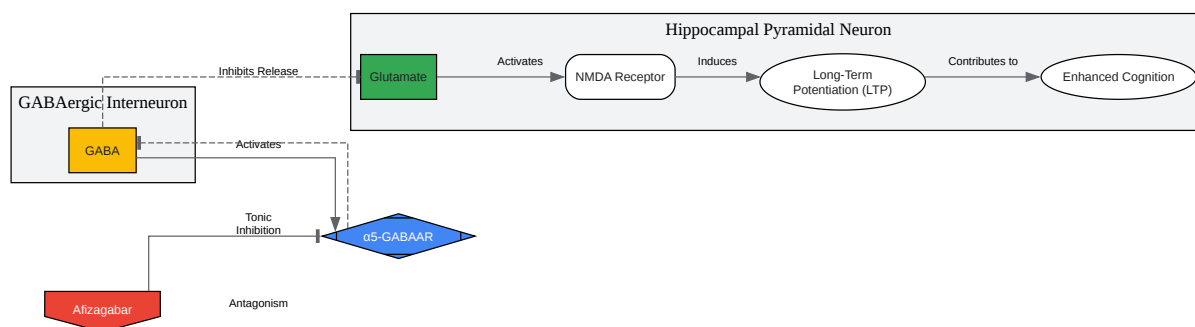 Hippocampal Pyramidal Neuron
Inhibits Release
Glutamate
Activates
NMDA Receptor
Induces
Long-Term
Potentiation (LTP)
Contributes to
Enhanced Cognition
GABAergic Interneuron
GABA
Activates
Tonic
Inhibition
α5-GABAAR
Afizagabar
Antagonism